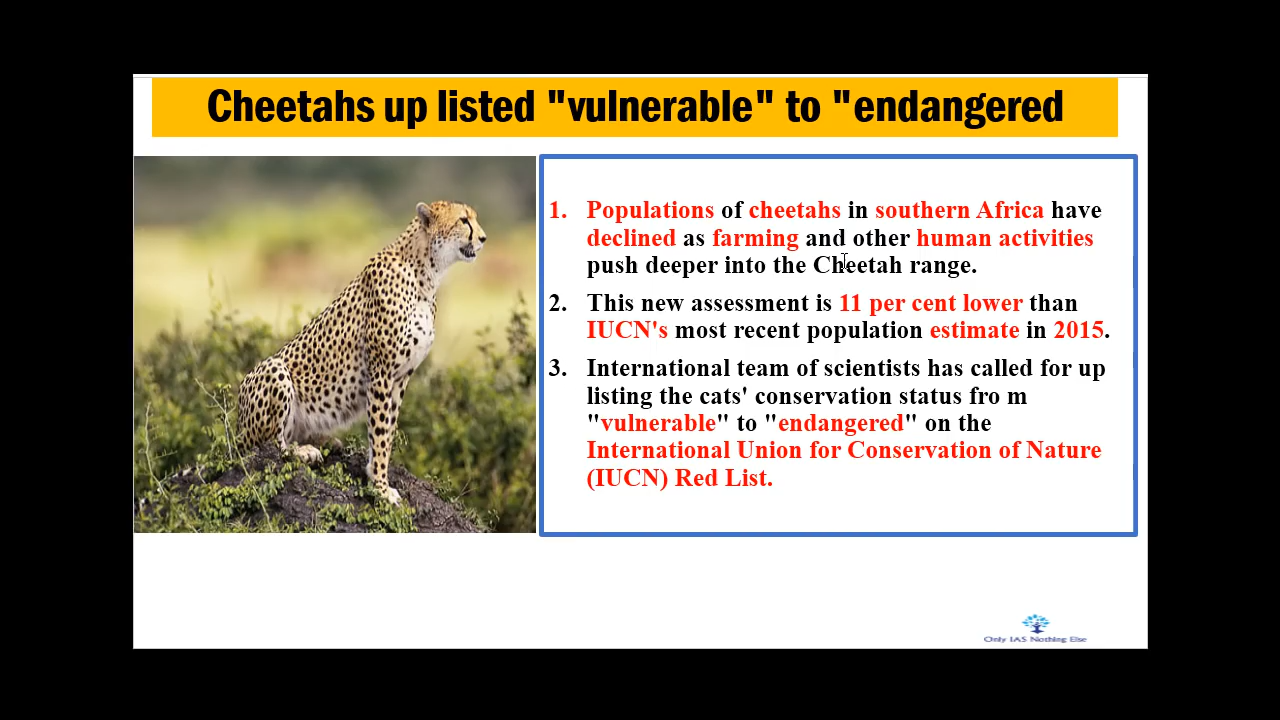 Cheetahs up listed "vulnerable" to "endangered
1. Populations of cheetahs in southern Africa have
declined as farming and other human activities
push deeper into the Cheetah range.
2. This new assessment is 11 per cent lower than
IUCN's most recent population estimate in 2015.
3. International team of scientists has called for up
listing the cats' conservation status fro m
"vulnerable" to "endangered" on the
International Union for Conservation of Nature
(IUCN) Red List.
Only IAS Nothing Else